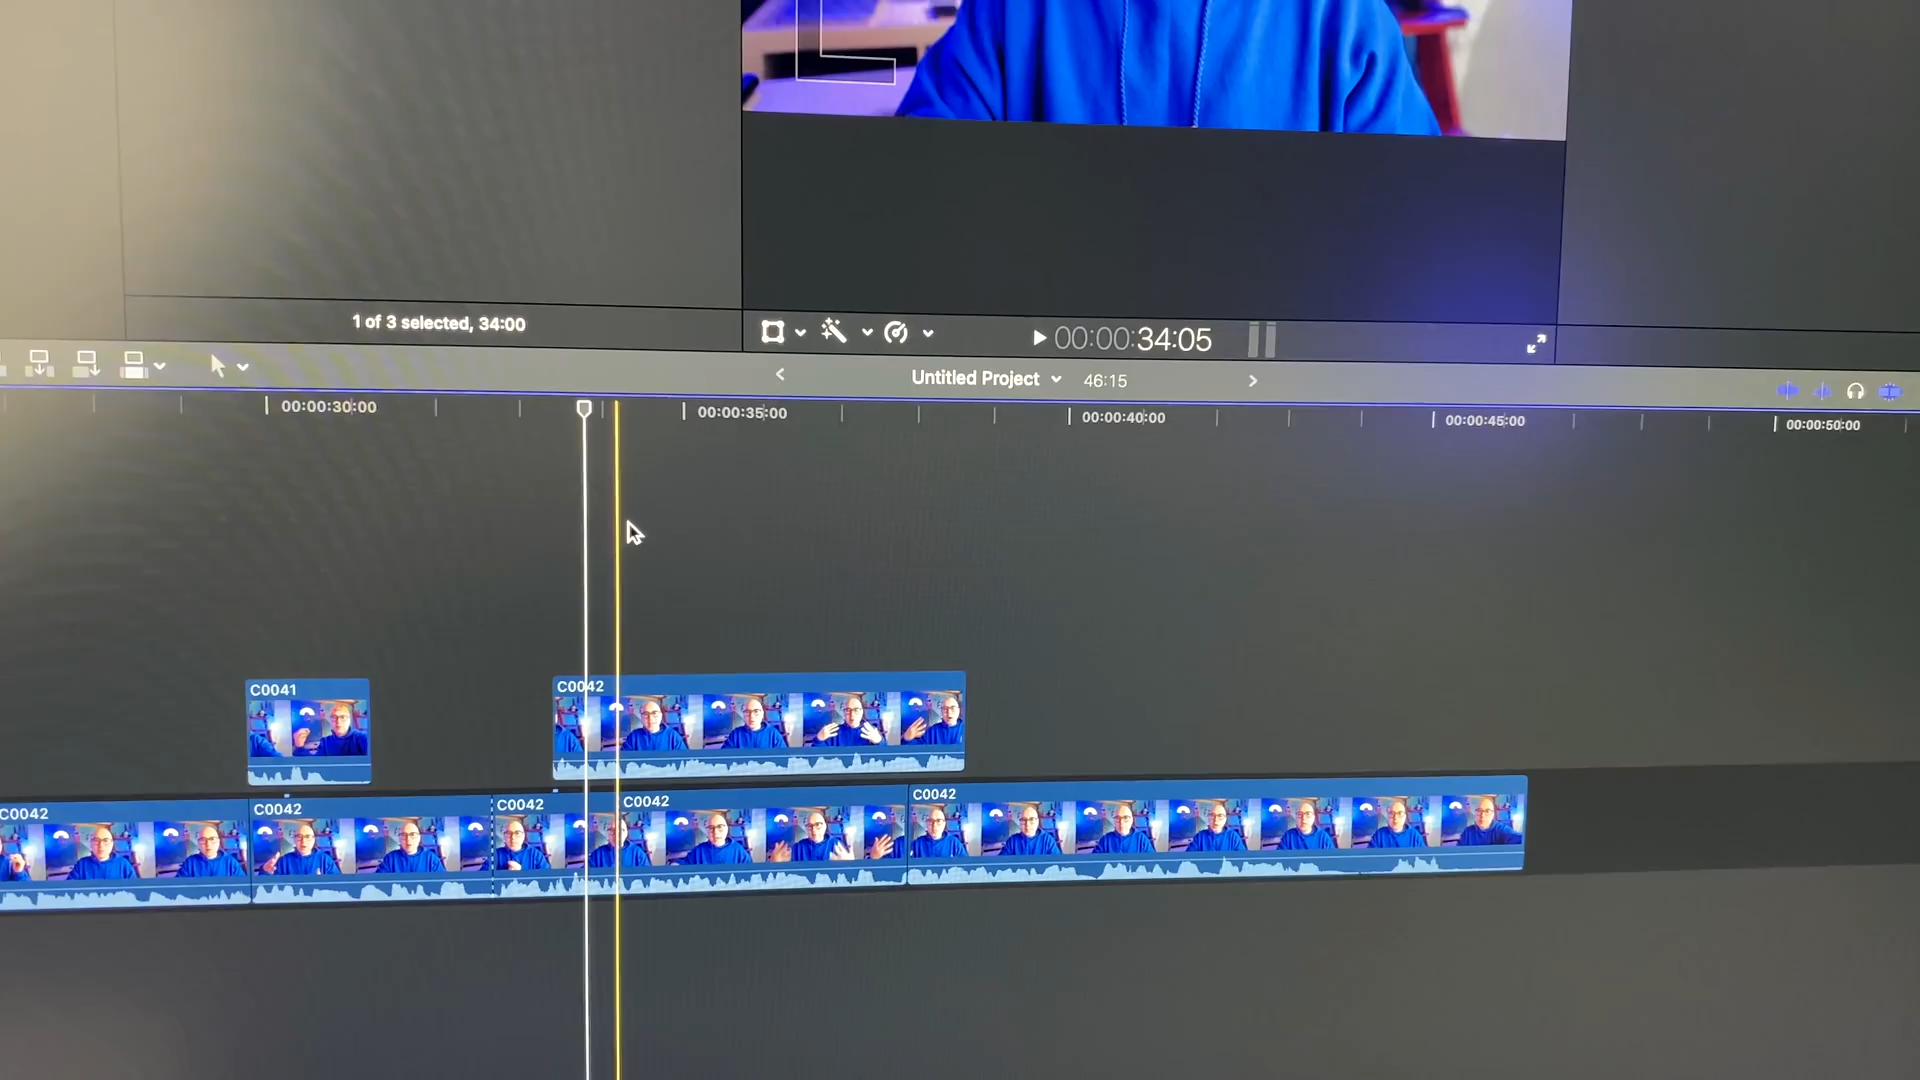 1 of 3 selected, 34:00
00:00:34:05
Untitled Project 46:15
00:00:30:00 00:00:35:00 00:00:40:00 00:00:45:00 00:00:50:00
C0041 C0042
C0042 C0042 C0042 C0042 C0042